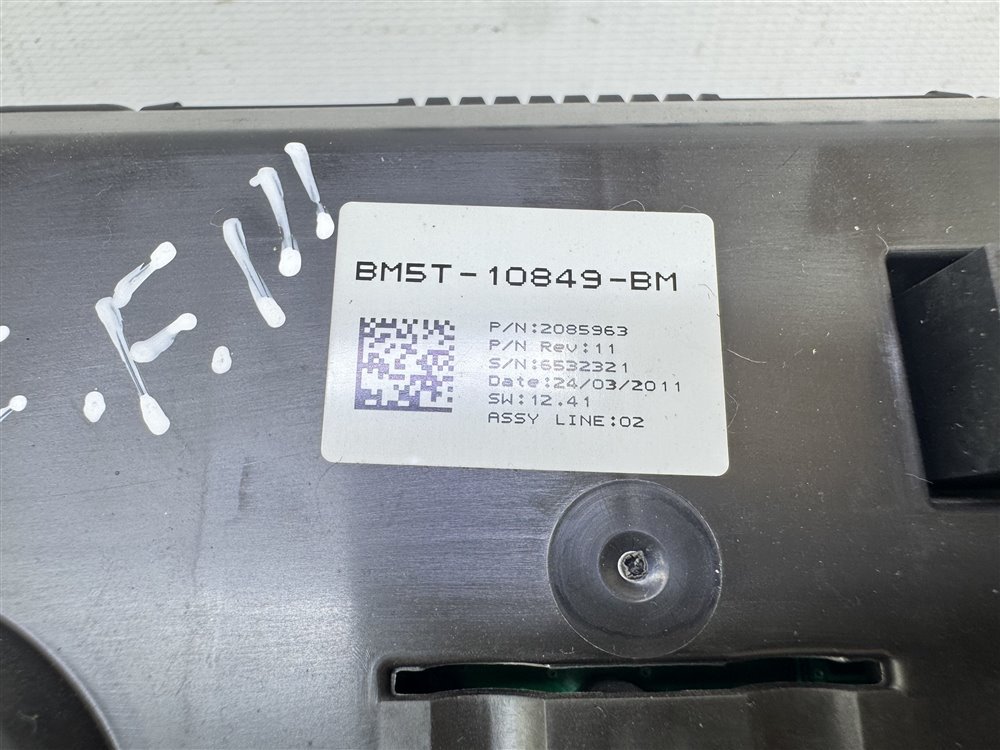 BM5T-10849-BM
P/N:2085963
P/N Rev:11
S/N:6532321
Date:24/03/2011
SW:12.41
ASSY LINE:02